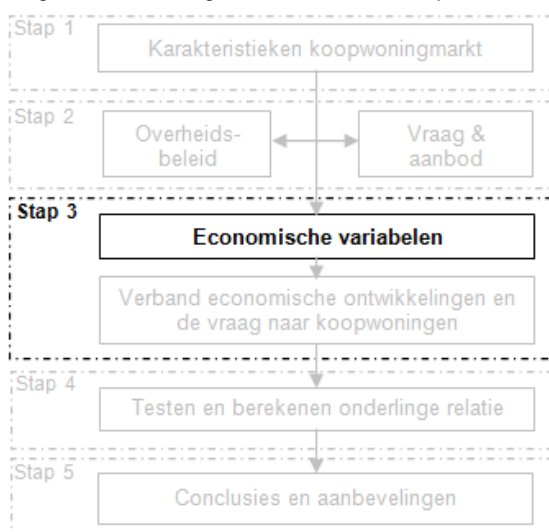 Stap 1
Karakteristieken koopwoningmarkt
Stap 2
Overheids-
beleid
Vraag &
aanbod
Stap 3
Economische variabelen
Verband economische ontwikkelingen en
de vraag naar koopwoningen
Stap 4
Testen en berekenen onderlinge relatie
Stap 5
Conclusies en aanbevelingen